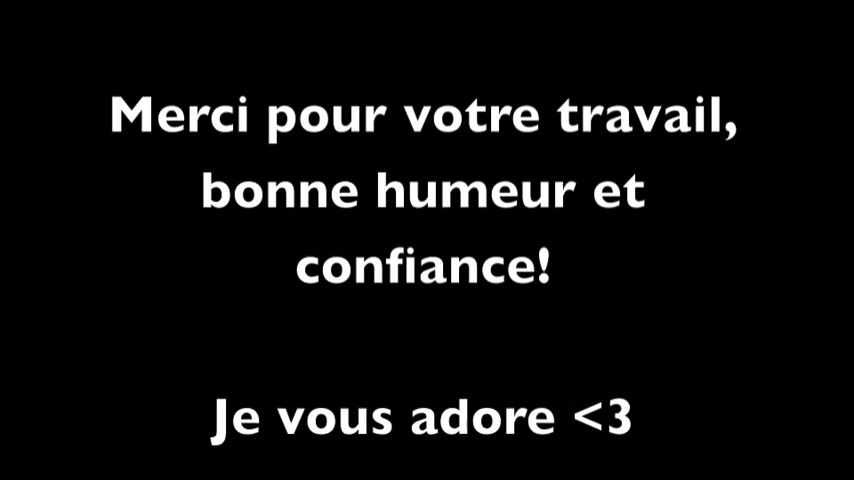 Merci pour votre travail,
bonne humeur et
confiance!
Je vous adore <3